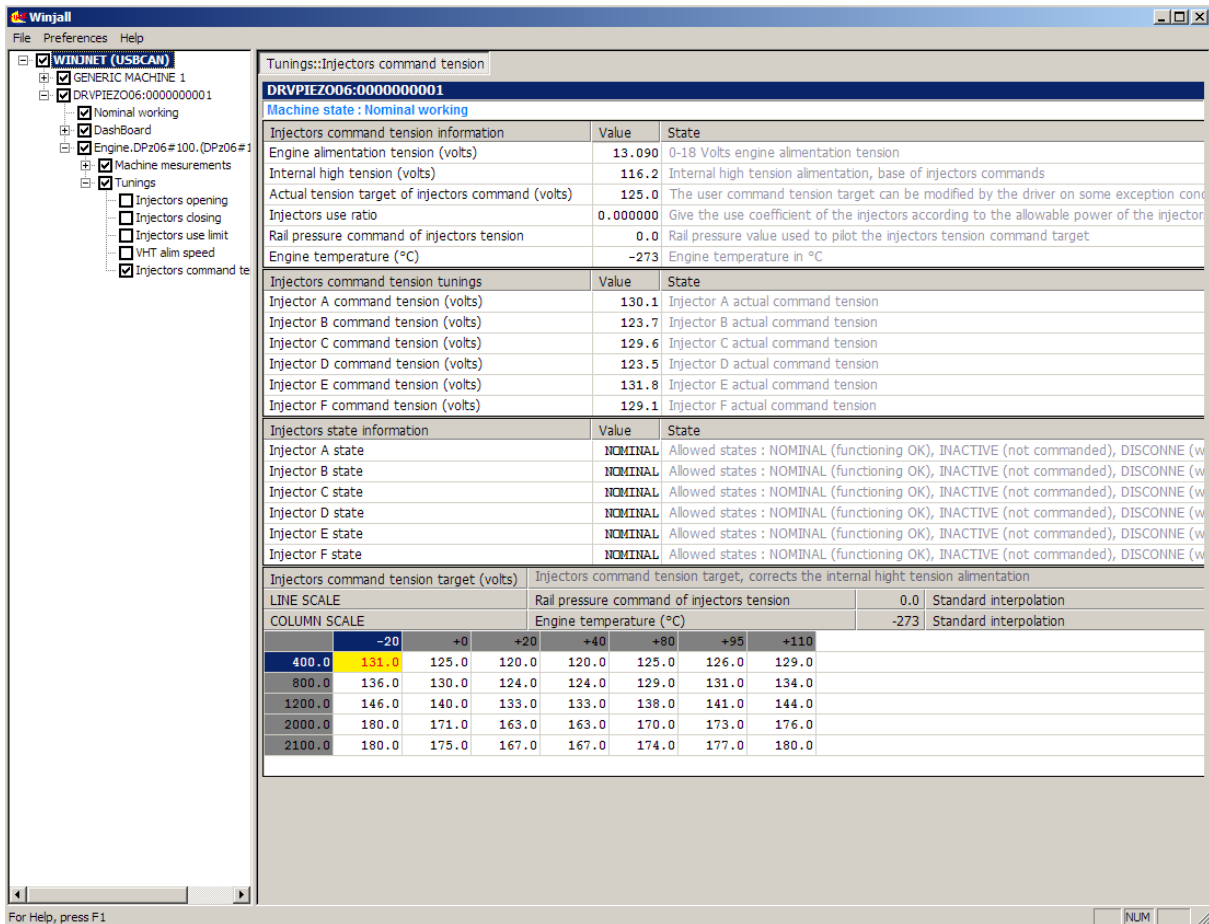 Winjall
File Preferences Help
WINJNET (USBCAN)
GENERIC MACHINE 1
DRVPIEZO06:0000000001
Nominal working
DashBoard
Engine.DPz06#100.(DPz06#1
Machine mesurements
Tunings
Injectors opening
Injectors closing
Injectors use limit
VHT alim speed
Injectors command te
Tunings::Injectors command tension
DRVPIEZO06:0000000001
Machine state : Nominal working
Injectors command tension information Value State
Engine alimentation tension (volts) 13.090 0-18 Volts engine alimentation tension
Internal high tension (volts) 116.2 Internal high tension alimentation, base of injectors commands
Actual tension target of injectors command (volts) 125.0 The user command tension target can be modified by the driver on some exception con
Injectors use ratio 0.000000 Give the use coefficient of the injectors according to the allowable power of the injector
Rail pressure command of injectors tension 0.0 Rail pressure value used to pilot the injectors tension command target
Engine temperature (°C) -273 Engine temperature in °C
Injectors command tension tunings Value State
Injector A command tension (volts) 130.1 Injector A actual command tension
Injector B command tension (volts) 123.7 Injector B actual command tension
Injector C command tension (volts) 129.6 Injector C actual command tension
Injector D command tension (volts) 123.5 Injector D actual command tension
Injector E command tension (volts) 131.8 Injector E actual command tension
Injector F command tension (volts) 129.1 Injector F actual command tension
Injectors state information Value State
Injector A state NOMINAL Allowed states : NOMINAL (functioning OK), INACTIVE (not commanded), DISCONNE (w
Injector B state NOMINAL Allowed states : NOMINAL (functioning OK), INACTIVE (not commanded), DISCONNE (w
Injector C state NOMINAL Allowed states : NOMINAL (functioning OK), INACTIVE (not commanded), DISCONNE (w
Injector D state NOMINAL Allowed states : NOMINAL (functioning OK), INACTIVE (not commanded), DISCONNE (w
Injector E state NOMINAL Allowed states : NOMINAL (functioning OK), INACTIVE (not commanded), DISCONNE (w
Injector F state NOMINAL Allowed states : NOMINAL (functioning OK), INACTIVE (not commanded), DISCONNE (w
Injectors command tension target (volts) Injectors command tension target, corrects the internal hight tension alimentation
LINE SCALE Rail pressure command of injectors tension 0.0 Standard interpolation
COLUMN SCALE Engine temperature (°C) -273 Standard interpolation
-20 +0 +20 +40 +80 +95 +110
400.0 131.0 125.0 120.0 120.0 125.0 126.0 129.0
800.0 136.0 130.0 124.0 124.0 129.0 131.0 134.0
1200.0 146.0 140.0 133.0 133.0 138.0 141.0 144.0
2000.0 180.0 171.0 163.0 163.0 170.0 173.0 176.0
2100.0 180.0 175.0 167.0 167.0 174.0 177.0 180.0
For Help, press F1
NUM